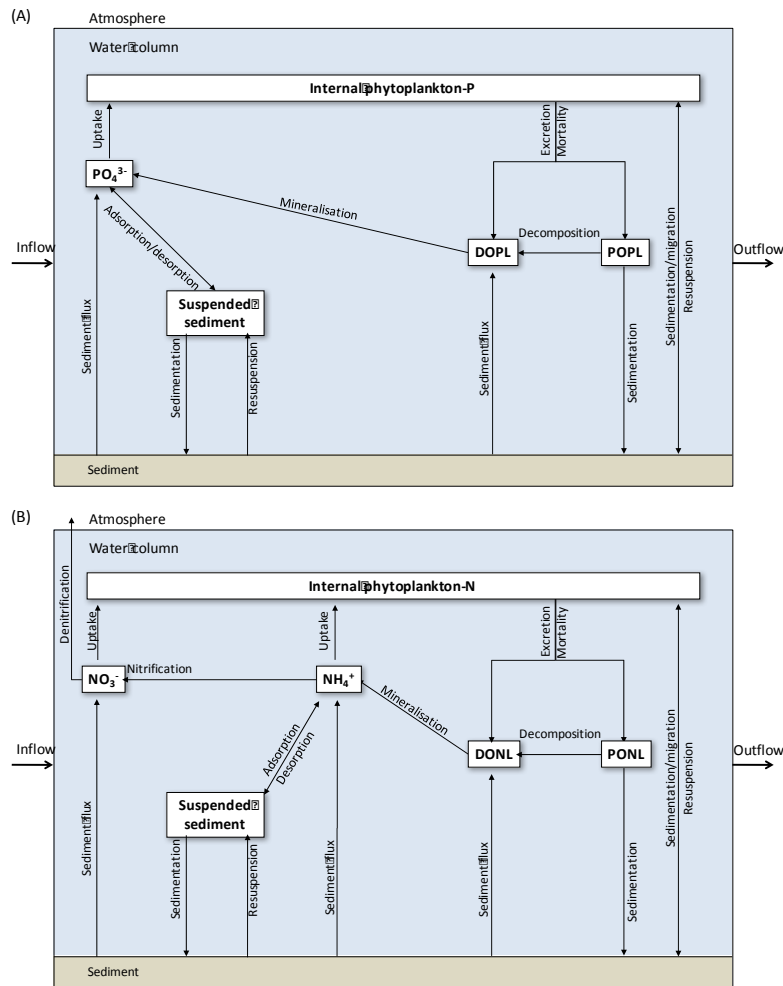 (A)
Atmosphere
Water⍰column
Internal⍰phytoplankton-P
Uptake
Excretion
Mortality
PO₄³⁻
Mineralisation
Adsorption/desorption
DOPL
Decomposition
POPL
Sedimentation/migration
Resuspension
Inflow
Outflow
Suspended⍰
sediment
Sediment⍰flux
Sedimentation
Resuspension
Sediment⍰flux
Sedimentation
Sediment
(B)
Atmosphere
Water⍰column
Denitrification
Internal⍰phytoplankton-N
Uptake
Uptake
Excretion
Mortality
NO₃⁻
Nitrification
NH₄⁺
Mineralisation
Adsorption
Desorption
DONL
Decomposition
PONL
Sedimentation/migration
Resuspension
Inflow
Outflow
Suspended⍰
sediment
Sediment⍰flux
Sedimentation
Resuspension
Sediment⍰flux
Sediment⍰flux
Sedimentation
Sediment